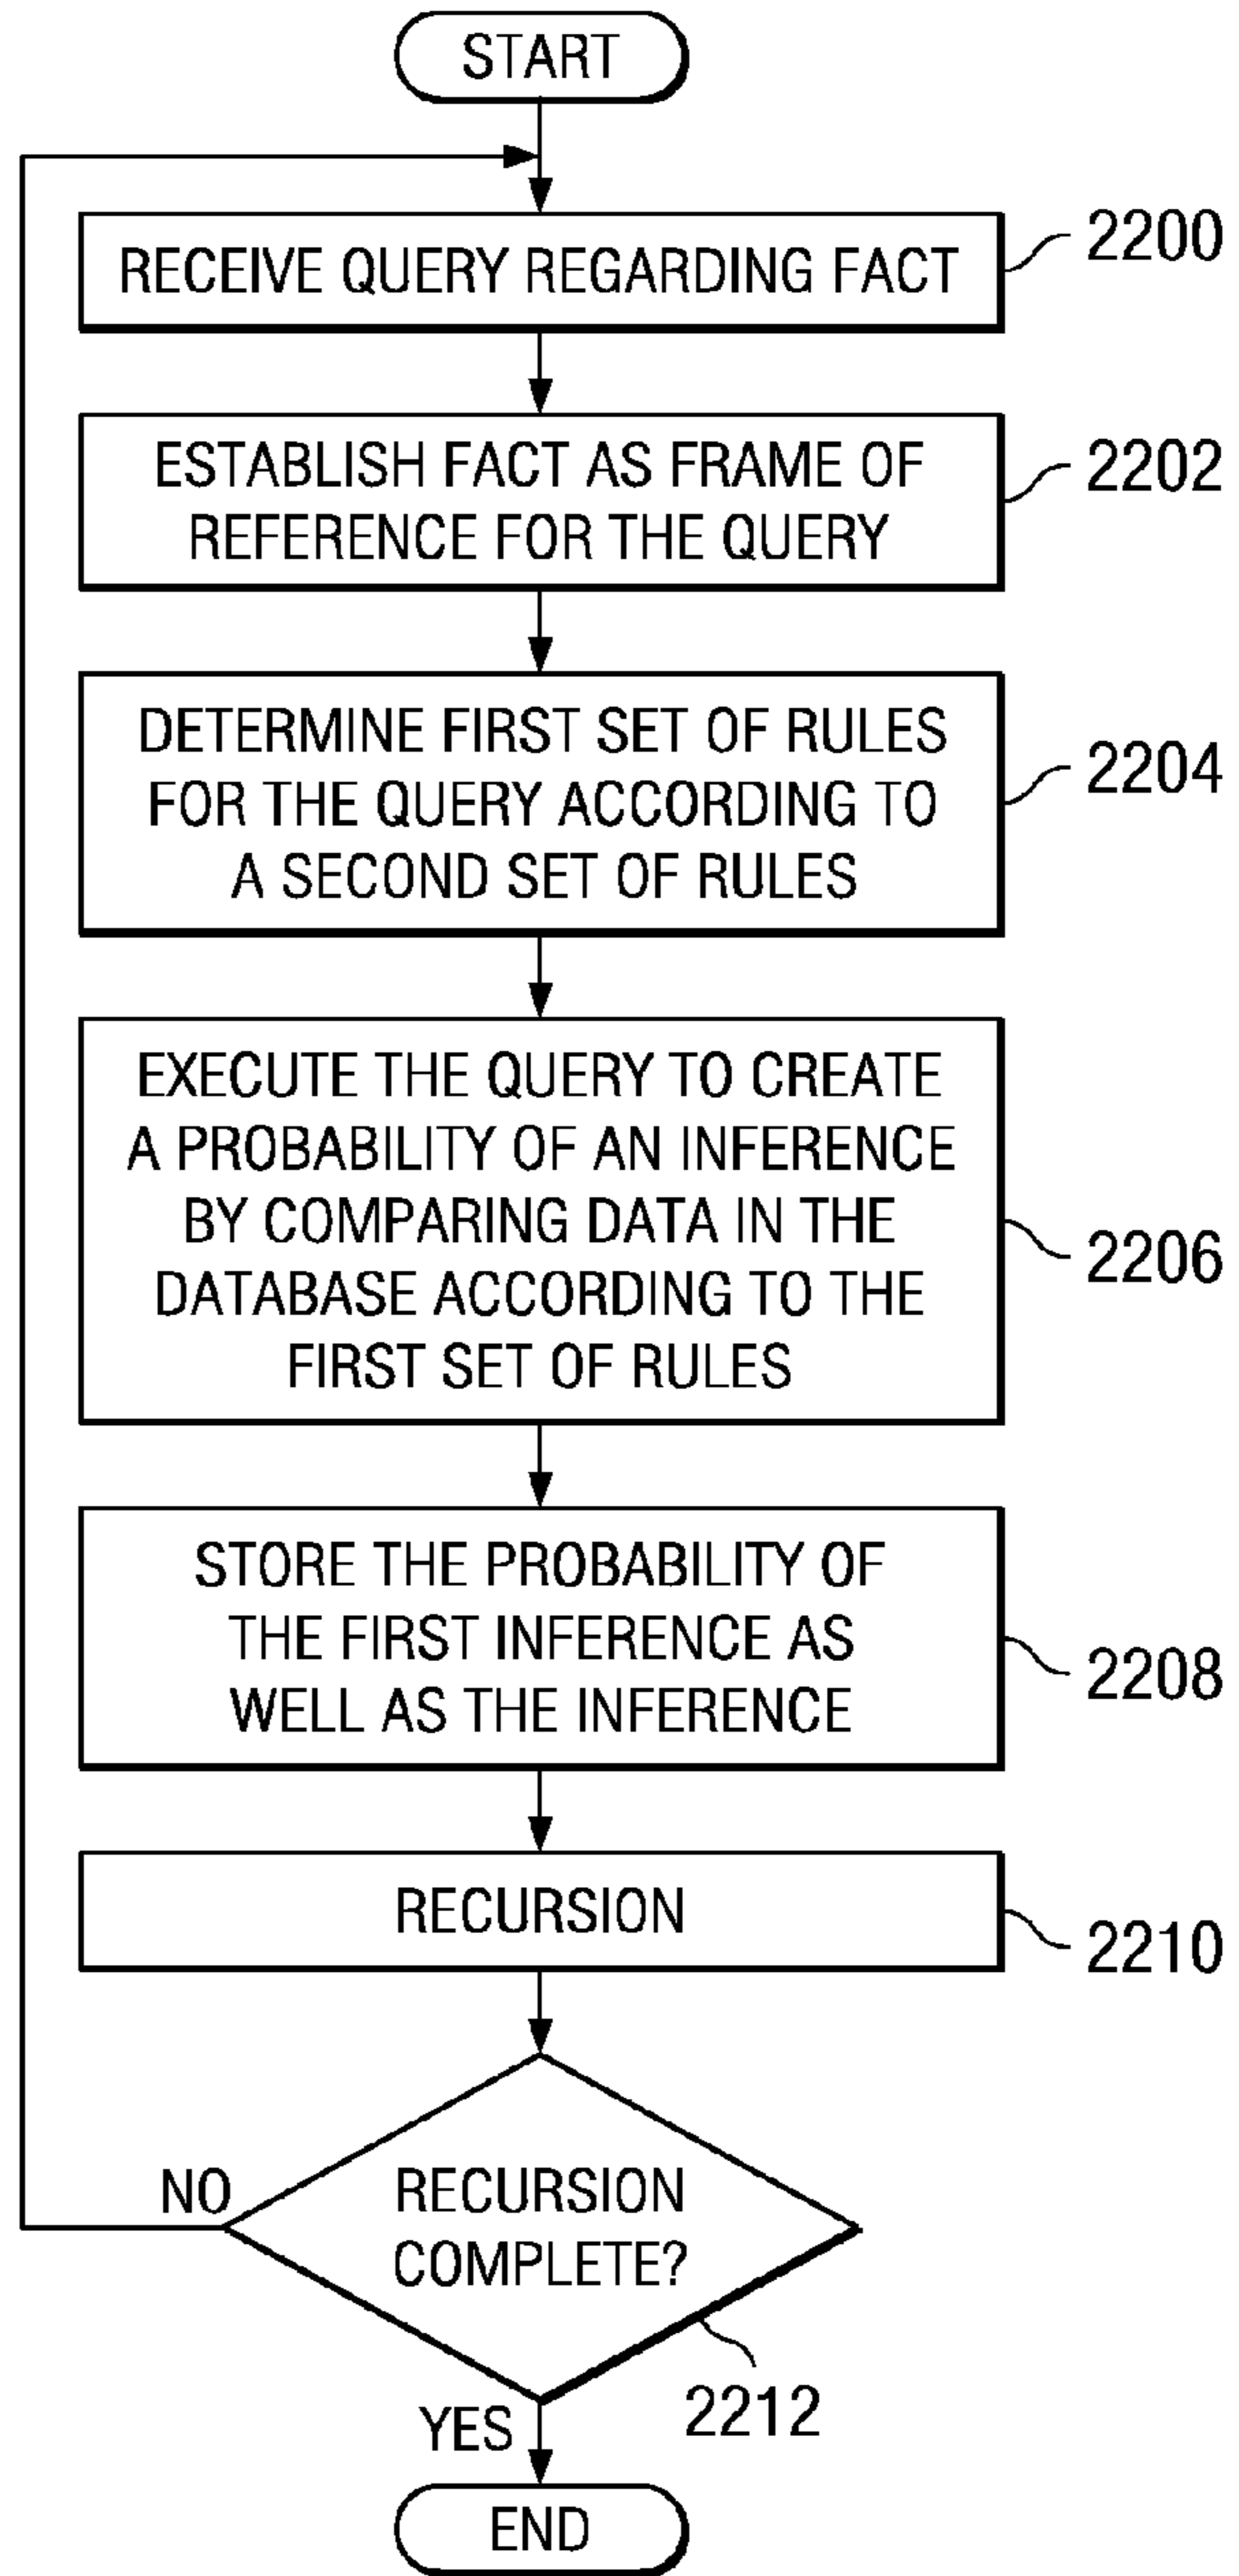 START
RECEIVE QUERY REGARDING FACT
2200
ESTABLISH FACT AS FRAME OF
REFERENCE FOR THE QUERY
2202
DETERMINE FIRST SET OF RULES
FOR THE QUERY ACCORDING TO
A SECOND SET OF RULES
2204
EXECUTE THE QUERY TO CREATE
A PROBABILITY OF AN INFERENCE
BY COMPARING DATA IN THE
DATABASE ACCORDING TO THE
FIRST SET OF RULES
2206
STORE THE PROBABILITY OF
THE FIRST INFERENCE AS
WELL AS THE INFERENCE
2208
RECURSION
2210
NO
RECURSION
COMPLETE?
2212
YES
END